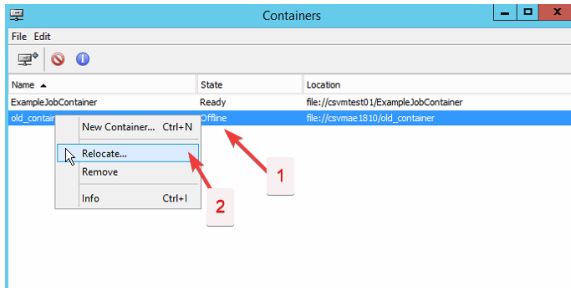 Containers
File Edit
Name State Location
ExampleJobContainer Ready file://csvmtest01/ExampleJobContainer
Offline file://csvmae1810/old_container
New Container... Ctrl+N
Relocate...
Remove
Info Ctrl+I
1
2